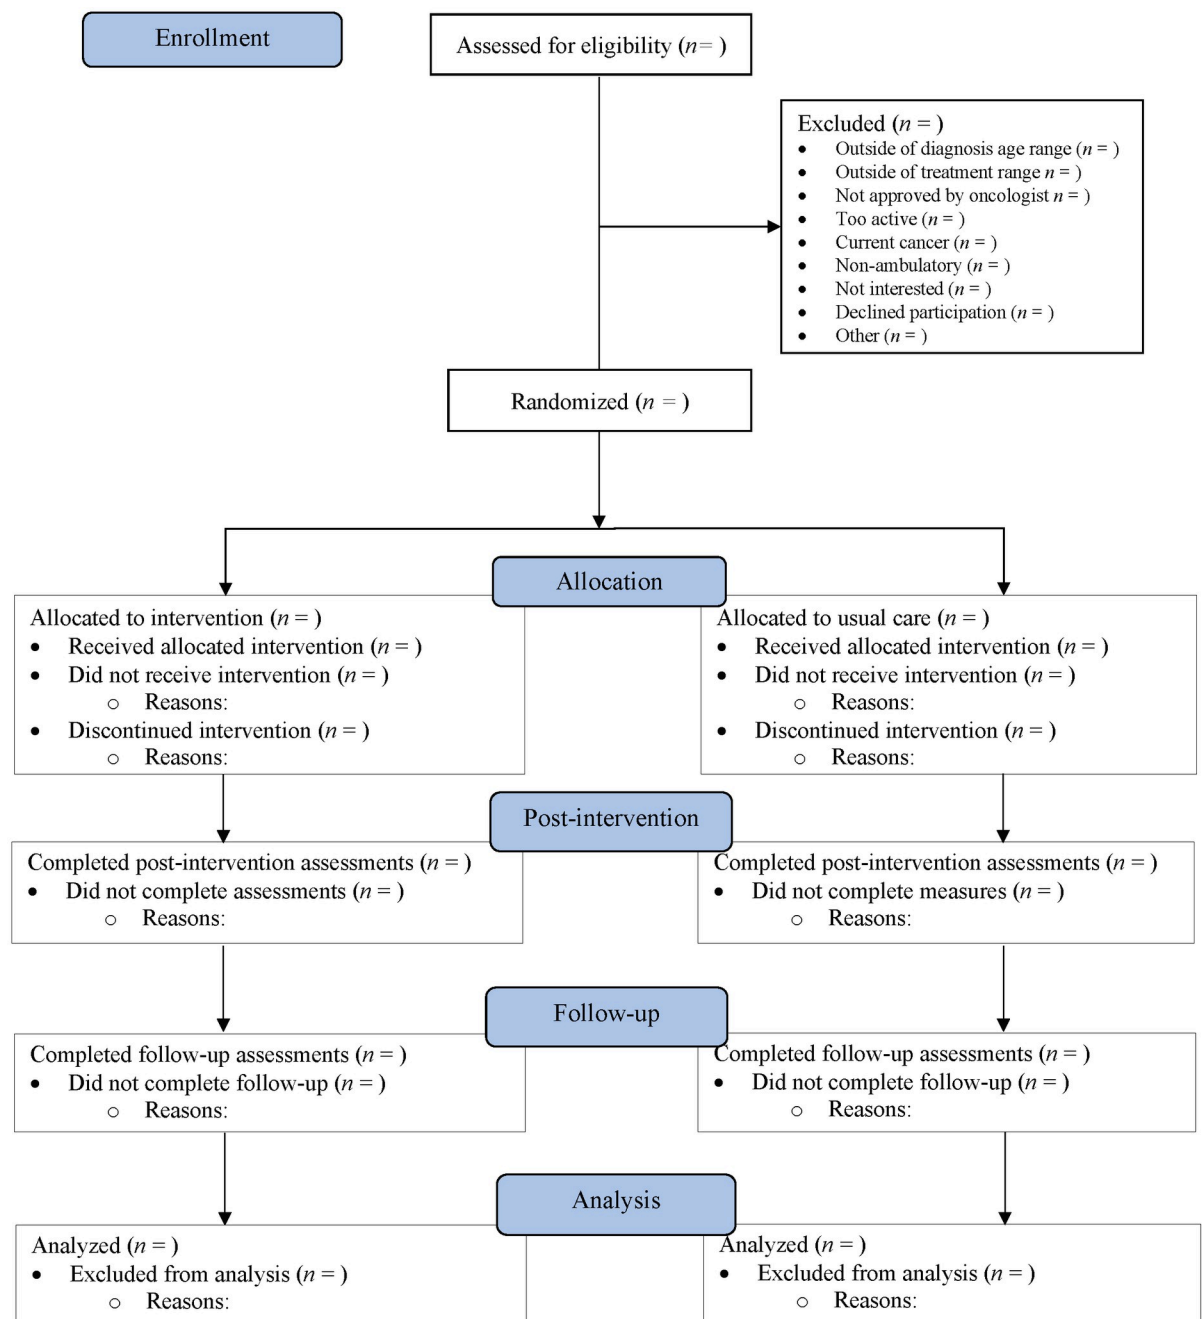 Enrollment
Assessed for eligibility (n= )
Excluded (n = )
• Outside of diagnosis age range (n = )
• Outside of treatment range n = )
• Not approved by oncologist n = )
• Too active (n = )
• Current cancer (n = )
• Non-ambulatory (n = )
• Not interested (n = )
• Declined participation (n = )
• Other (n = )
Randomized (n = )
Allocation
Allocated to intervention (n = )
• Received allocated intervention (n = )
• Did not receive intervention (n = )
o Reasons:
• Discontinued intervention (n = )
o Reasons:
Allocated to usual care (n = )
• Received allocated intervention (n = )
• Did not receive intervention (n = )
o Reasons:
• Discontinued intervention (n = )
o Reasons:
Post-intervention
Completed post-intervention assessments (n = )
• Did not complete assessments (n = )
o Reasons:
Completed post-intervention assessments (n = )
• Did not complete measures (n = )
o Reasons:
Follow-up
Completed follow-up assessments (n = )
• Did not complete follow-up (n = )
o Reasons:
Completed follow-up assessments (n = )
• Did not complete follow-up (n = )
o Reasons:
Analysis
Analyzed (n = )
• Excluded from analysis (n = )
o Reasons:
Analyzed (n = )
• Excluded from analysis (n = )
o Reasons: